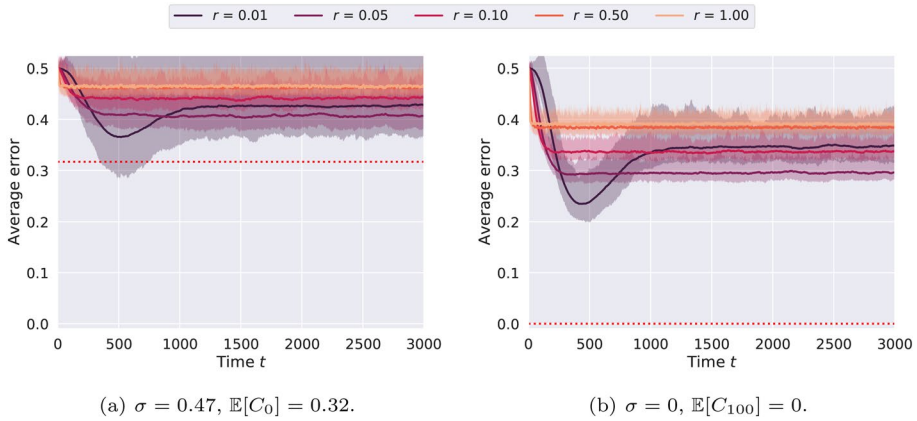 r = 0.01 r = 0.05 r = 0.10 r = 0.50 r = 1.00
Average error
0.5
0.4
0.3
0.2
0.1
0.0
0 500 1000 1500 2000 2500 3000
Time t
(a) σ = 0.47, 𝔼[C₀] = 0.32.
Average error
0.5
0.4
0.3
0.2
0.1
0.0
0 500 1000 1500 2000 2500 3000
Time t
(b) σ = 0, 𝔼[C₁₀₀] = 0.